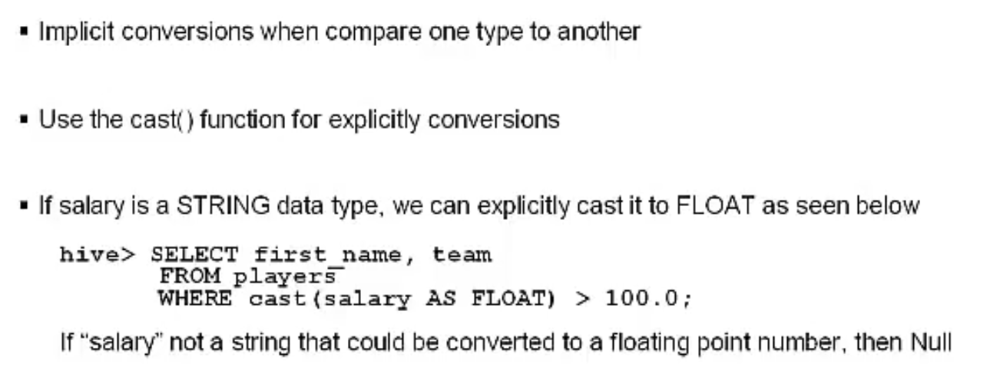 ▪ Implicit conversions when compare one type to another
▪ Use the cast() function for explicitly conversions
▪ If salary is a STRING data type, we can explicitly cast it to FLOAT as seen below
hive> SELECT first_name, team
FROM players
WHERE cast(salary AS FLOAT) > 100.0;
If “salary” not a string that could be converted to a floating point number, then Null